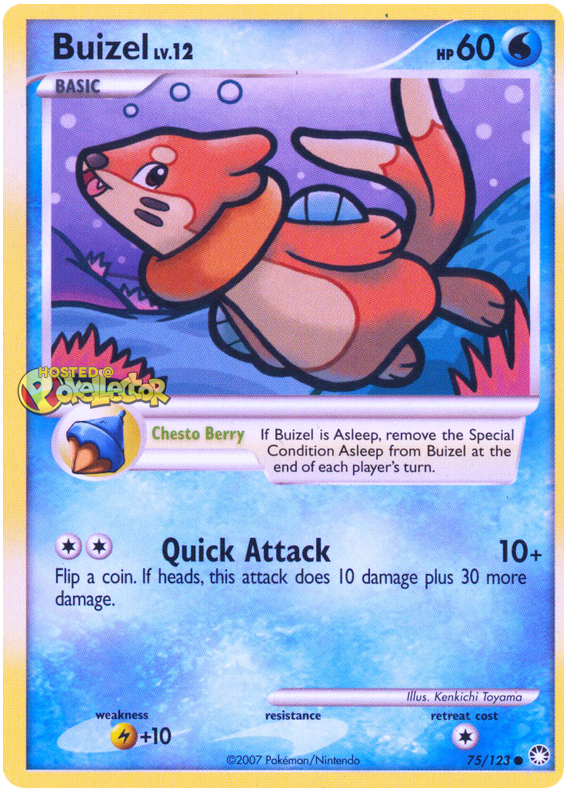 Buizel LV.12
HP 60
BASIC
HOSTED @
Pokellector
Chesto Berry
If Buizel is Asleep, remove the Special
Condition Asleep from Buizel at the
end of each player's turn.
Quick Attack 10+
Flip a coin. If heads, this attack does 10 damage plus 30 more
damage.
Illus. Kenkichi Toyama
weakness resistance retreat cost
+10
©2007 Pokémon/Nintendo
75/123